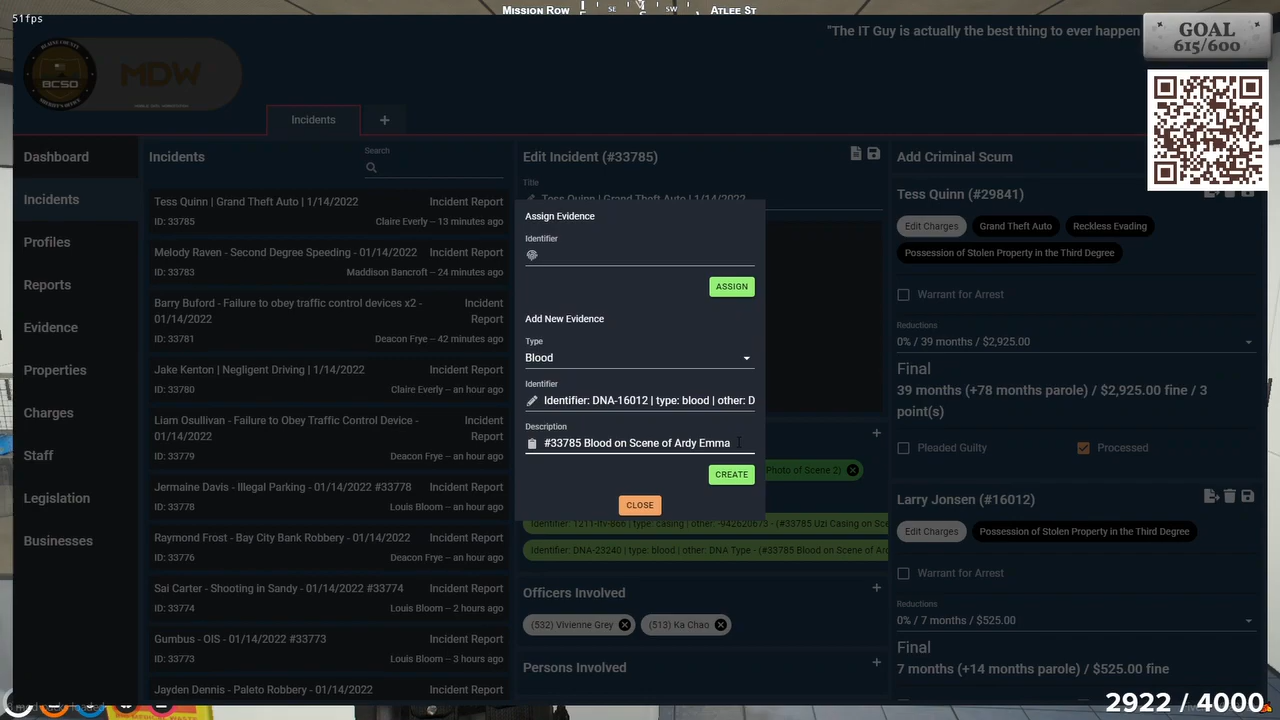 51fps
Mission Row
SE
SW
Atlee St
"The IT Guy is actually the best thing to ever happen
GOAL
615/600
BLAINE COUNTY
BCSO
SHERIFF'S OFFICE
MDW
Incidents
+
Dashboard
Incidents
Profiles
Reports
Evidence
Properties
Charges
Staff
Legislation
Businesses
Incidents
Search
Tess Quinn | Grand Theft Auto | 1/14/2022
Incident Report
ID: 33785
Claire Everly – 13 minutes ago
Melody Raven - Second Degree Speeding - 01/14/2022
Incident Report
ID: 33783
Maddison Bancroft – 24 minutes ago
Barry Buford - Failure to obey traffic control devices x2 -
01/14/2022
Incident
Report
ID: 33781
Deacon Frye – 42 minutes ago
Jake Kenton | Negligent Driving | 1/14/2022
Incident Report
ID: 33780
Claire Everly – an hour ago
Liam Osullivan - Failure to Obey Traffic Control Device -
01/14/2022
Incident
Report
ID: 33779
Deacon Frye – an hour ago
Jermaine Davis - Illegal Parking - 01/14/2022 #33778
Incident Report
ID: 33778
Louis Bloom – an hour ago
Raymond Frost - Bay City Bank Robbery - 01/14/2022
Incident Report
ID: 33776
Deacon Frye – an hour ago
Sai Carter - Shooting in Sandy - 01/14/2022 #33774
Incident Report
ID: 33774
Louis Bloom – 2 hours ago
Gumbus - OIS - 01/14/2022 #33773
Incident Report
ID: 33773
Louis Bloom – 3 hours ago
Jayden Dennis - Paleto Robbery - 01/14/2022
Incident Report
Edit Incident (#33785)
Title
Tess Quinn | Grand Theft Auto | 1/14/2022
Assign Evidence
Identifier
ASSIGN
Add New Evidence
Type
Blood
Identifier
Identifier: DNA-16012 | type: blood | other: D
Description
#33785 Blood on Scene of Ardy Emma
CREATE
CLOSE
Photo of Scene 2)
type: casing | other: -942620673 - (#33785 Uzi Casing on Sce
Identifier: DNA-23240 | type: blood | other: DNA Type - (#33785 Blood on Scene of Ard
Officers Involved
+
(532) Vivienne Grey
(513) Ka Chao
Persons Involved
+
Add Criminal Scum
Tess Quinn (#29841)
Edit Charges
Grand Theft Auto
Reckless Evading
Possession of Stolen Property in the Third Degree
Warrant for Arrest
Reductions
0% / 39 months / $2,925.00
Final
39 months (+78 months parole) / $2,925.00 fine / 3
point(s)
Pleaded Guilty
Processed
Larry Jonsen (#16012)
Edit Charges
Possession of Stolen Property in the Third Degree
Warrant for Arrest
Reductions
0% / 7 months / $525.00
Final
7 months (+14 months parole) / $525.00 fine
2922 / 4000